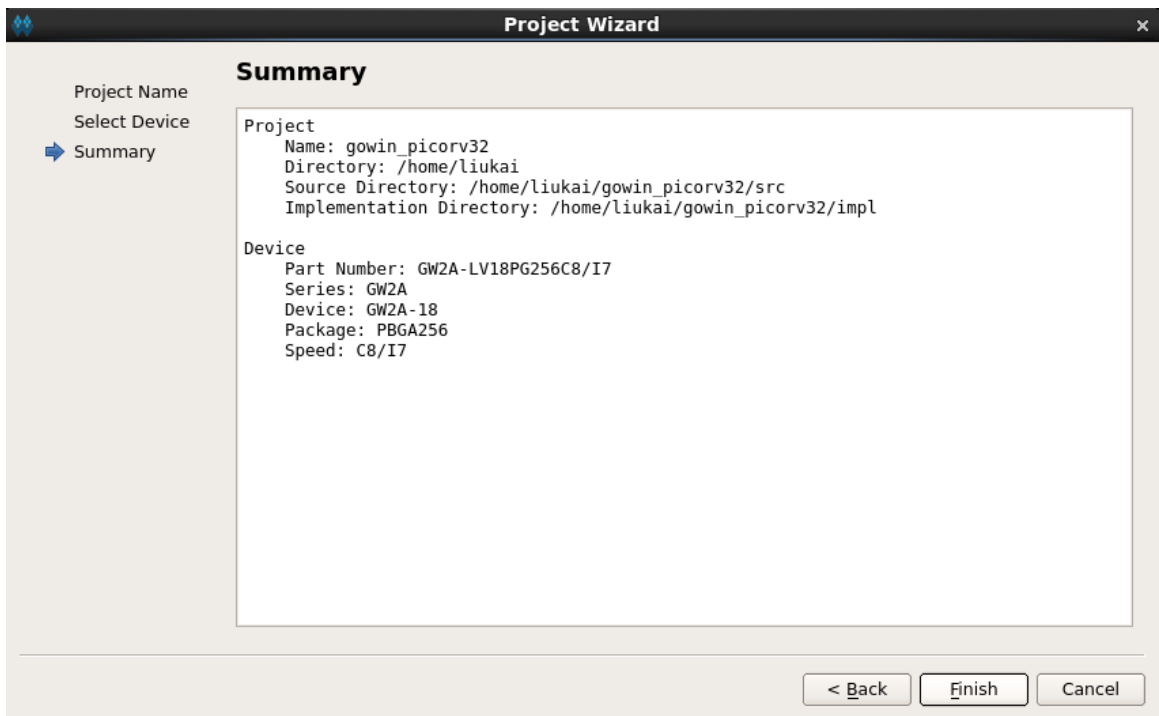 Project Wizard
×
Project Name
Select Device
Summary
Summary
Project
Name: gowin_picorv32
Directory: /home/liukai
Source Directory: /home/liukai/gowin_picorv32/src
Implementation Directory: /home/liukai/gowin_picorv32/impl
Device
Part Number: GW2A-LV18PG256C8/I7
Series: GW2A
Device: GW2A-18
Package: PBGA256
Speed: C8/I7
< Back
Finish
Cancel